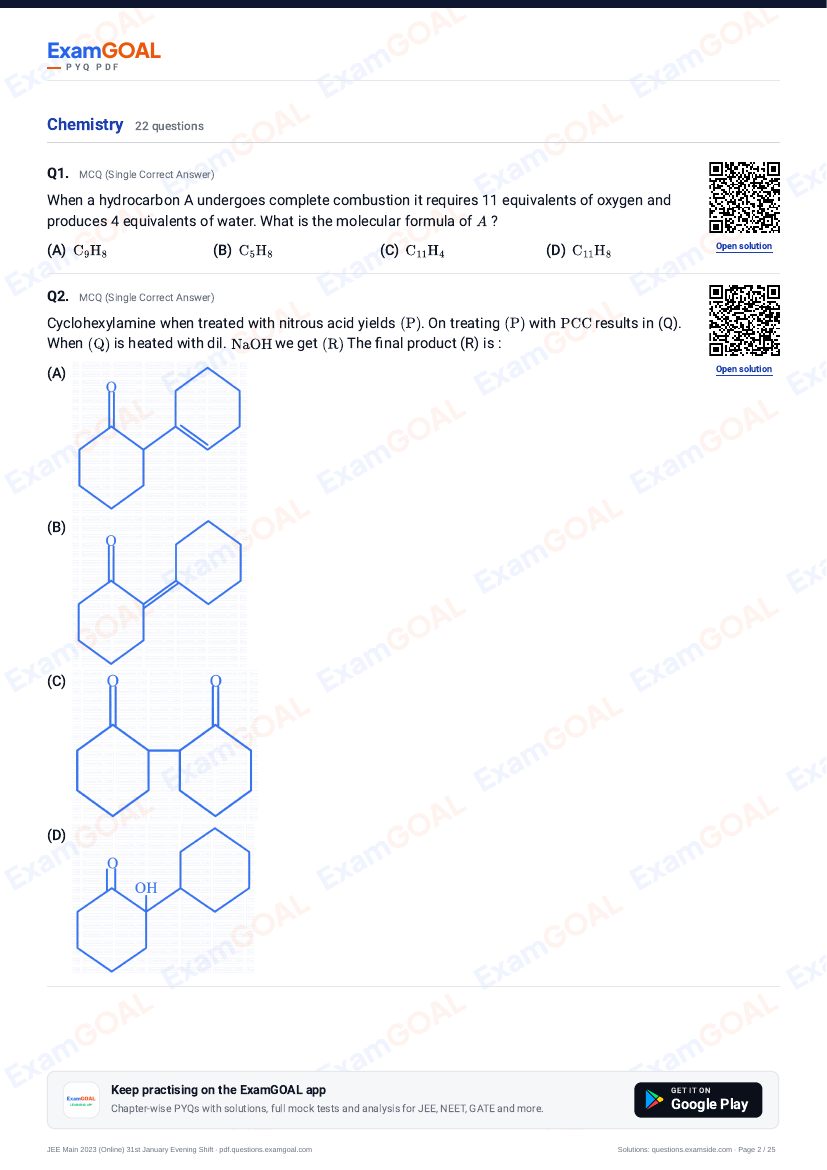 ExamGOAL
PYQ PDF
Chemistry 22 questions
Q1. MCQ (Single Correct Answer)
When a hydrocarbon A undergoes complete combustion it requires 11 equivalents of oxygen and
produces 4 equivalents of water. What is the molecular formula of A ?
Open solution
(A) C₉H₈ (B) C₅H₈ (C) C₁₁H₄ (D) C₁₁H₈
Q2. MCQ (Single Correct Answer)
Cyclohexylamine when treated with nitrous acid yields (P). On treating (P) with PCC results in (Q).
When (Q) is heated with dil. NaOH we get (R) The final product (R) is :
Open solution
(A)
O
(B)
O
(C)
O O
(D)
O
OH
Keep practising on the ExamGOAL app
Chapter-wise PYQs with solutions, full mock tests and analysis for JEE, NEET, GATE and more.
GET IT ON
Google Play
JEE Main 2023 (Online) 31st January Evening Shift · pdf.questions.examgoal.com
Solutions: questions.examside.com · Page 2 / 25